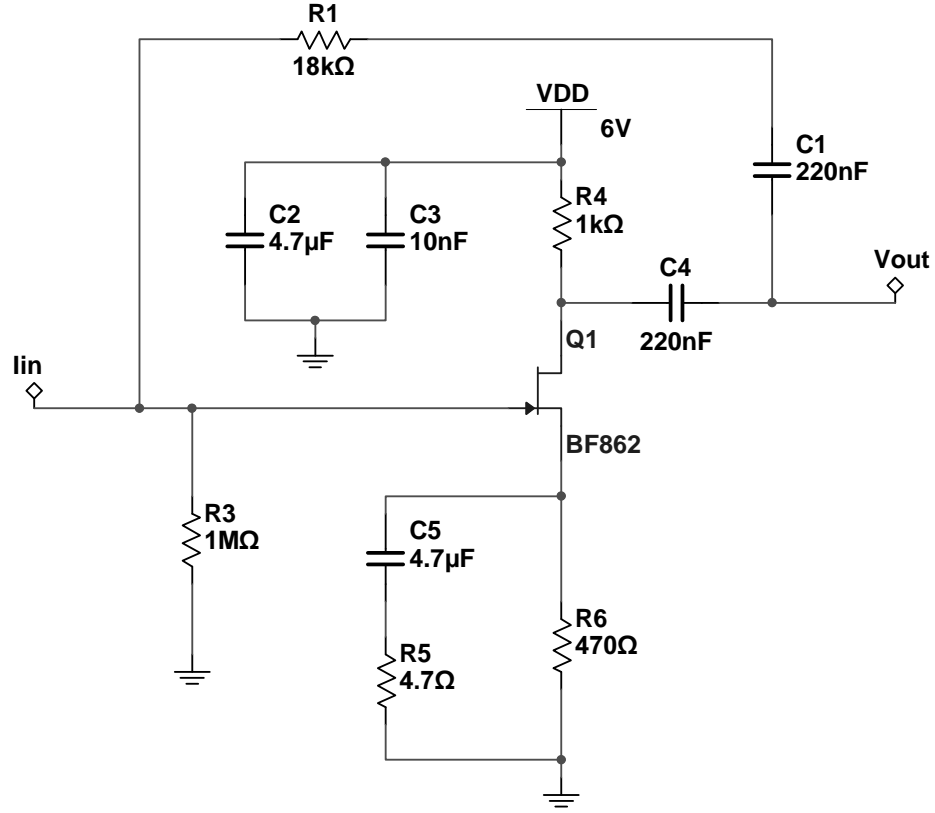 R1
18kΩ
VDD
6V
C1
220nF
R4
1kΩ
C2
4.7µF
C3
10nF
C4
220nF
Vout
Q1
Iin
BF862
R3
1MΩ
C5
4.7µF
R6
470Ω
R5
4.7Ω